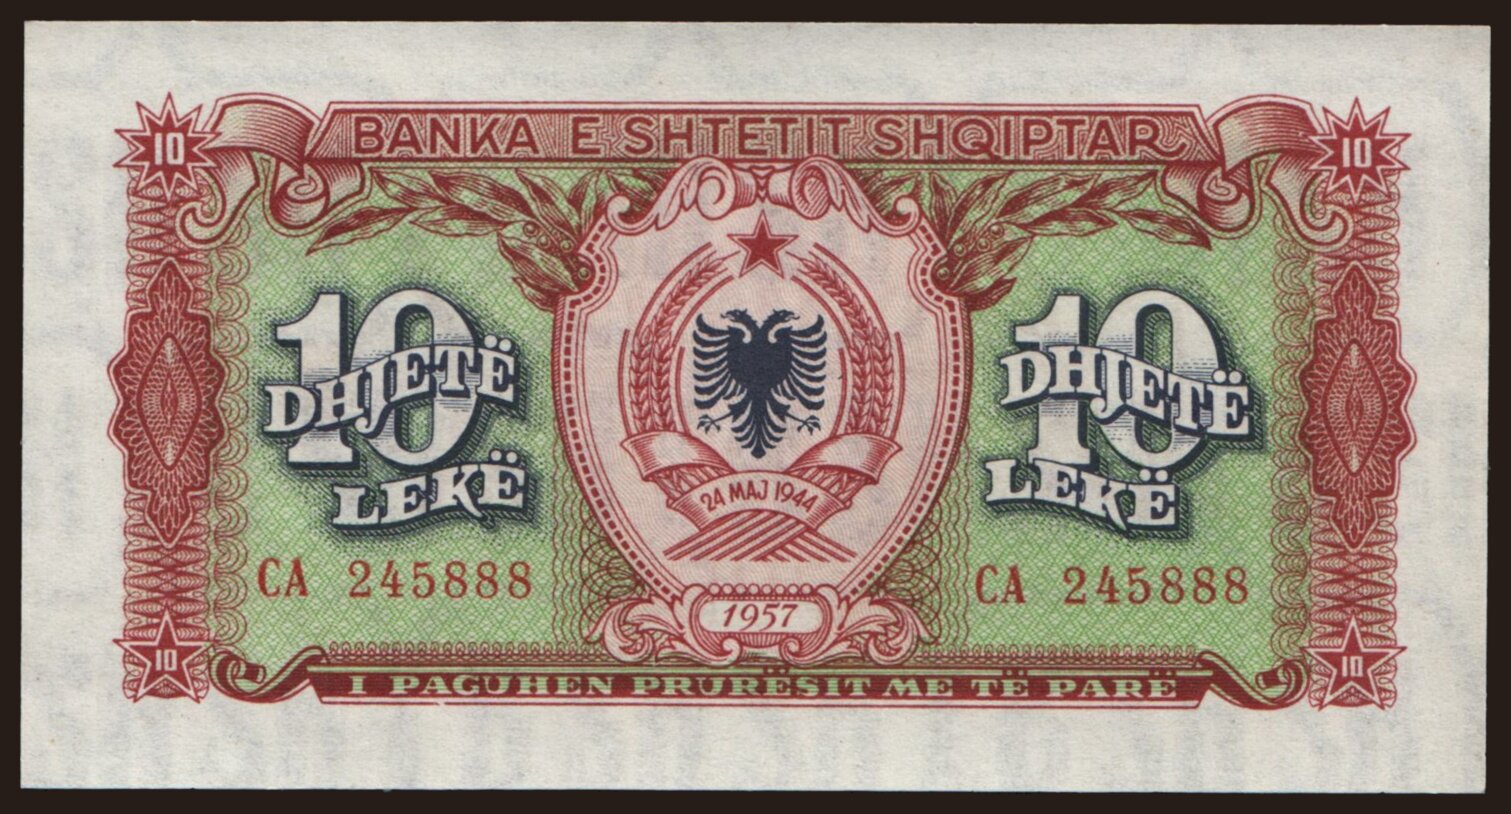 10 BANKA E SHTETIT SHQIPTAR 10
10 DHJETË LEKË
10 DHJETË LEKË
24 MAJ 1944
CA 245888
CA 245888
1957
10 I PAGUHEN PRURËSIT ME TË PARË 10